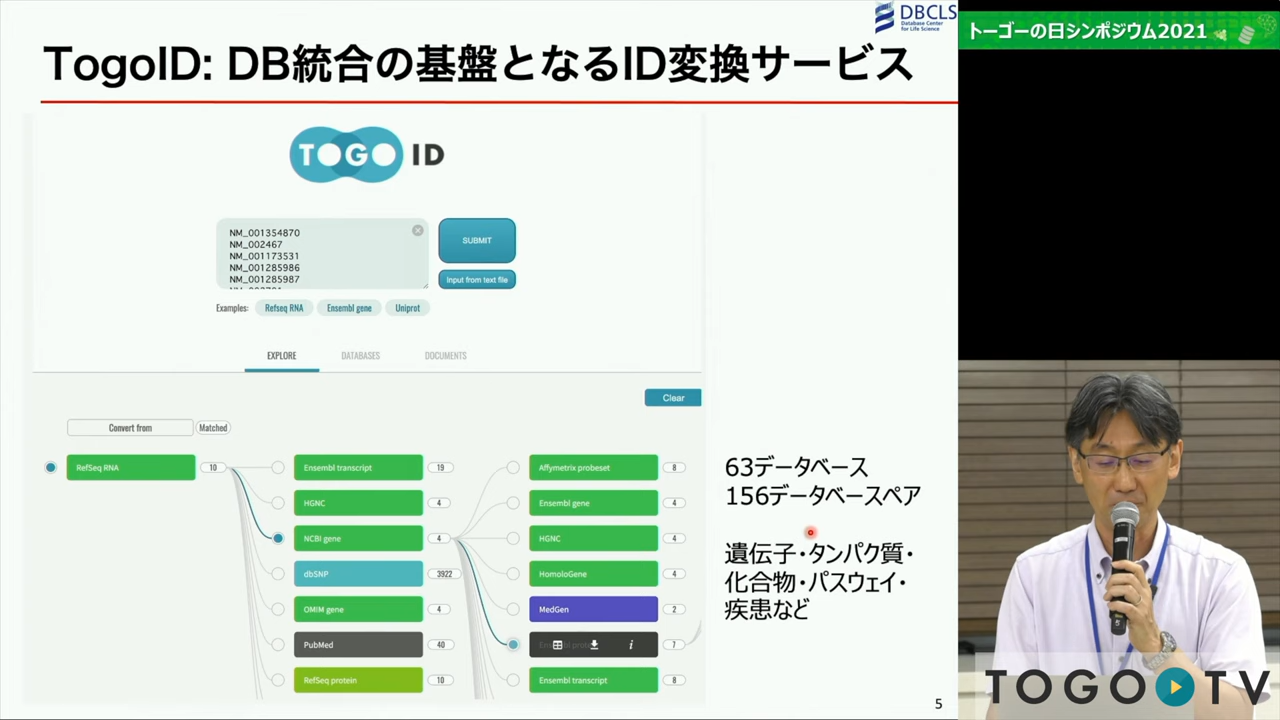 DBCLS
Database Center
for Life Science
トーゴーの日シンポジウム2021
TogoID: DB統合の基盤となるID変換サービス
TOGO ID
NM_001354870
NM_002467
NM_001173531
NM_001285986
NM_001285987
SUBMIT
Input from text file
Examples: Refseq RNA Ensembl gene Uniprot
EXPLORE DATABASES DOCUMENTS
Clear
Convert from Matched
RefSeq RNA 10
Ensembl transcript 19
HGNC 4
NCBI gene 4
dbSNP 3922
OMIM gene 4
PubMed 40
RefSeq protein 10
Affymetrix probeset 8
Ensembl gene 4
HGNC 4
HomoloGene 4
MedGen 2
i 7
Ensembl transcript 8
63データベース
156データベースペア
遺伝子・タンパク質・
化合物・パスウェイ・
疾患など
5
TOGO TV